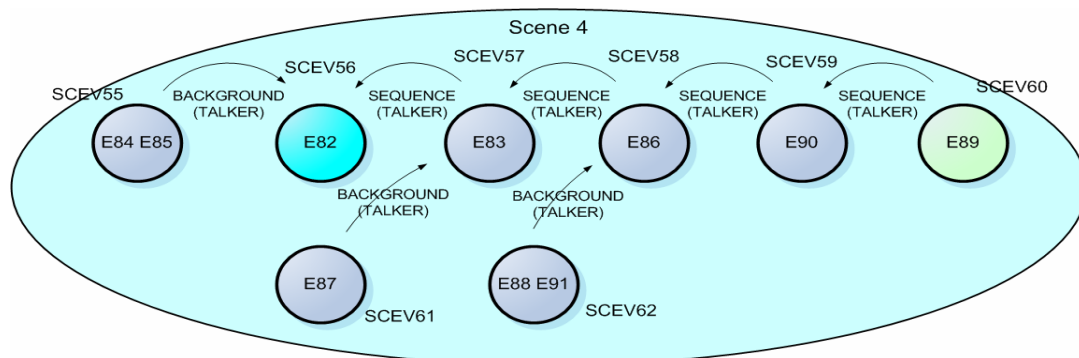 Scene 4
SCEV55
SCEV56
SCEV57
SCEV58
SCEV59
SCEV60
BACKGROUND
(TALKER)
SEQUENCE
(TALKER)
SEQUENCE
(TALKER)
SEQUENCE
(TALKER)
SEQUENCE
(TALKER)
E84 E85
E82
E83
E86
E90
E89
BACKGROUND
(TALKER)
BACKGROUND
(TALKER)
E87
E88 E91
SCEV61
SCEV62